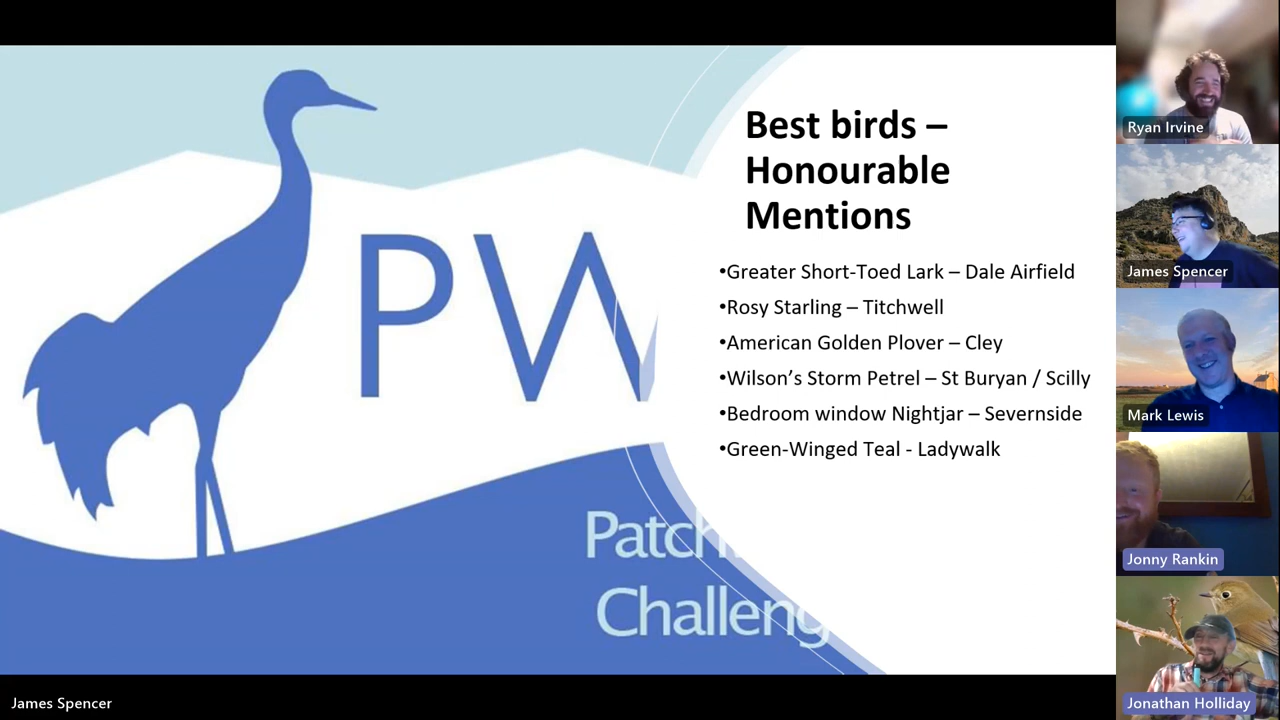 PW
Patch
Challeng
Best birds –
Honourable
Mentions
•Greater Short-Toed Lark – Dale Airfield
•Rosy Starling – Titchwell
•American Golden Plover – Cley
•Wilson’s Storm Petrel – St Buryan / Scilly
•Bedroom window Nightjar – Severnside
•Green-Winged Teal - Ladywalk
Ryan Irvine
James Spencer
Mark Lewis
Jonny Rankin
Jonathan Holliday
James Spencer